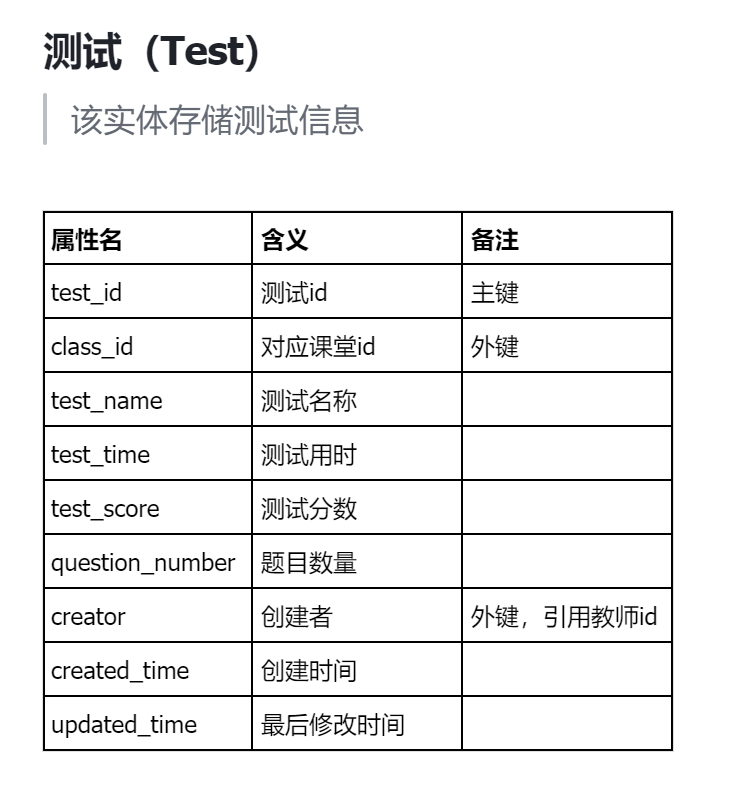 测试（Test）
该实体存储测试信息
属性名 含义 备注
test_id 测试id 主键
class_id 对应课堂id 外键
test_name 测试名称
test_time 测试用时
test_score 测试分数
question_number 题目数量
creator 创建者 外键，引用教师id
created_time 创建时间
updated_time 最后修改时间